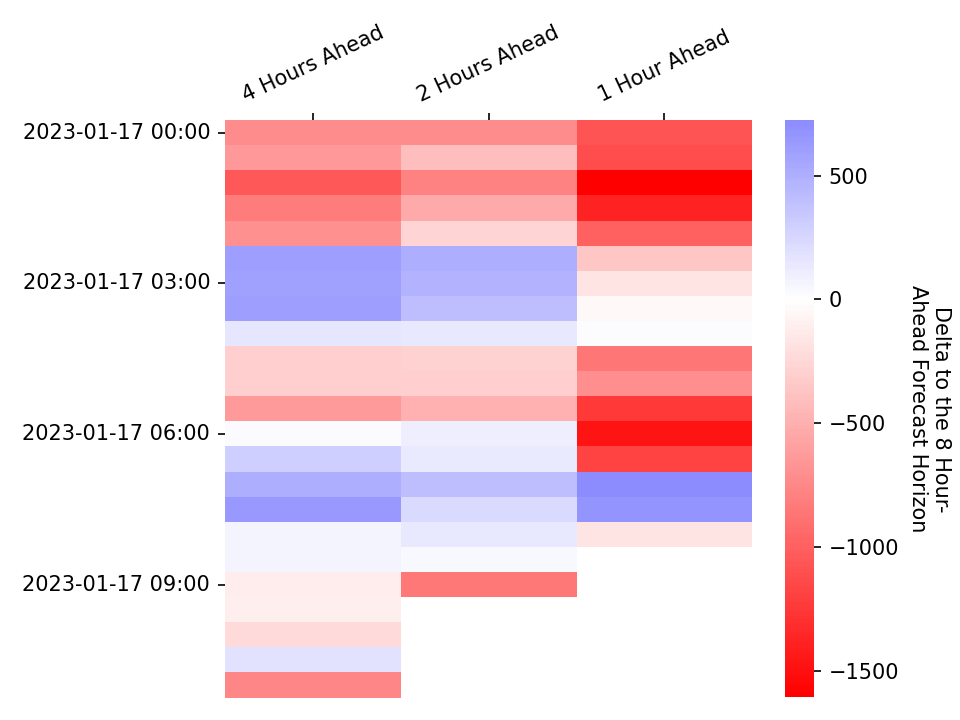 4 Hours Ahead
2 Hours Ahead
1 Hour Ahead
2023-01-17 00:00
2023-01-17 03:00
2023-01-17 06:00
2023-01-17 09:00
500
0
−500
−1000
−1500
Delta to the 8 Hour-
Ahead Forecast Horizon